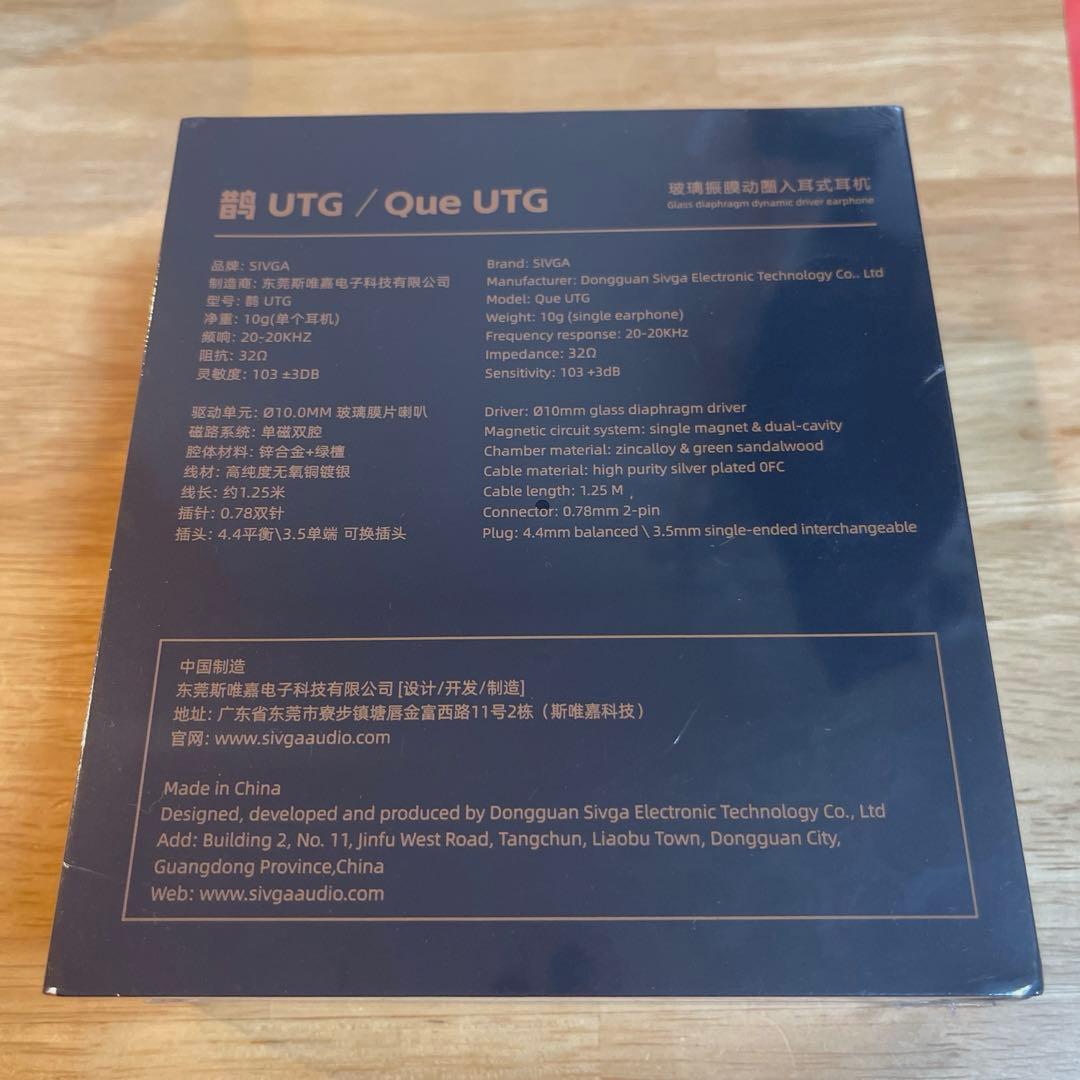 鹊 UTG / Que UTG
玻璃振膜动圈入耳式耳机
Glass diaphragm dynamic driver earphone
品牌: SIVGA
制造商: 东莞斯唯嘉电子科技有限公司
型号: 鹊 UTG
净重: 10g(单个耳机)
频响: 20-20KHZ
阻抗: 32Ω
灵敏度: 103 ±3DB
驱动单元: Ø10.0MM 玻璃膜片喇叭
磁路系统: 单磁双腔
腔体材料: 锌合金+绿檀
线材: 高纯度无氧铜镀银
线长: 约1.25米
插针: 0.78双针
插头: 4.4平衡\3.5单端 可换插头
Brand: SIVGA
Manufacturer: Dongguan Sivga Electronic Technology Co.. Ltd
Model: Que UTG
Weight: 10g (single earphone)
Frequency response: 20-20KHz
Impedance: 32Ω
Sensitivity: 103 +3dB
Driver: Ø10mm glass diaphragm driver
Magnetic circuit system: single magnet & dual-cavity
Chamber material: zincalloy & green sandalwood
Cable material: high purity silver plated OFC
Cable length: 1.25 M
Connector: 0.78mm 2-pin
Plug: 4.4mm balanced \ 3.5mm single-ended interchangeable
中国制造
东莞斯唯嘉电子科技有限公司 [设计/开发/制造]
地址: 广东省东莞市寮步镇塘唇金富西路11号2栋（斯唯嘉科技）
官网: www.sivgaaudio.com
Made in China
Designed, developed and produced by Dongguan Sivga Electronic Technology Co., Ltd
Add: Building 2, No. 11, Jinfu West Road, Tangchun, Liaobu Town, Dongguan City,
Guangdong Province,China
Web: www.sivgaaudio.com